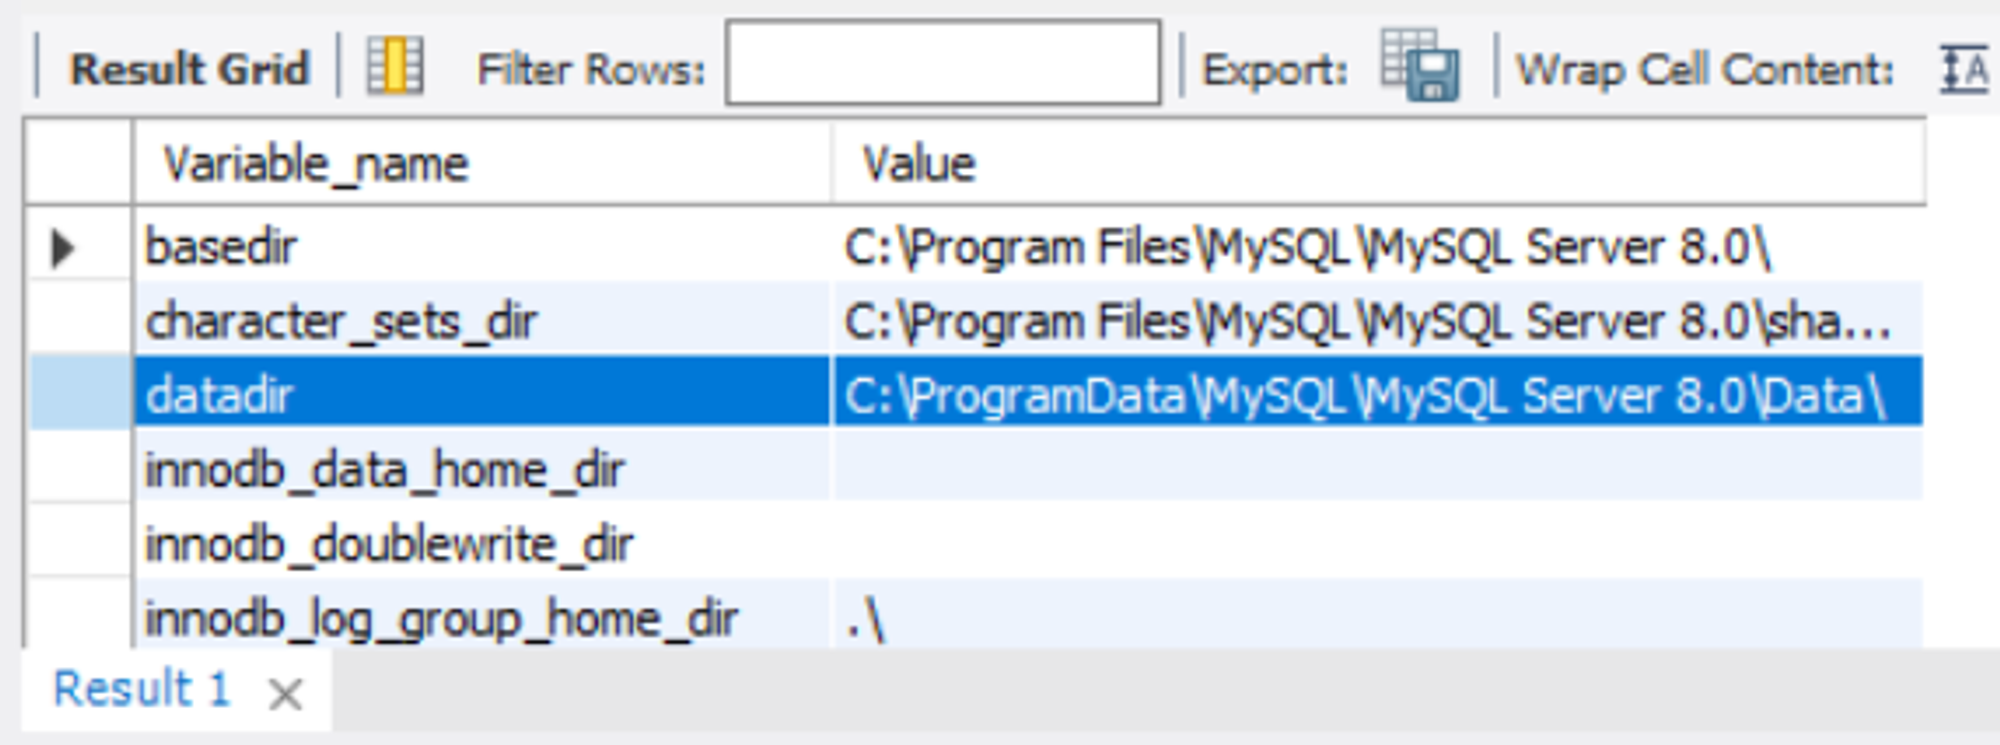 Result Grid Filter Rows: Export: Wrap Cell Content: A
Variable_name Value
basedir C:\Program Files\MySQL\MySQL Server 8.0\
character_sets_dir C:\Program Files\MySQL\MySQL Server 8.0\sha...
datadir C:\ProgramData\MySQL\MySQL Server 8.0\Data\
innodb_data_home_dir
innodb_doublewrite_dir
innodb_log_group_home_dir .\
Result 1